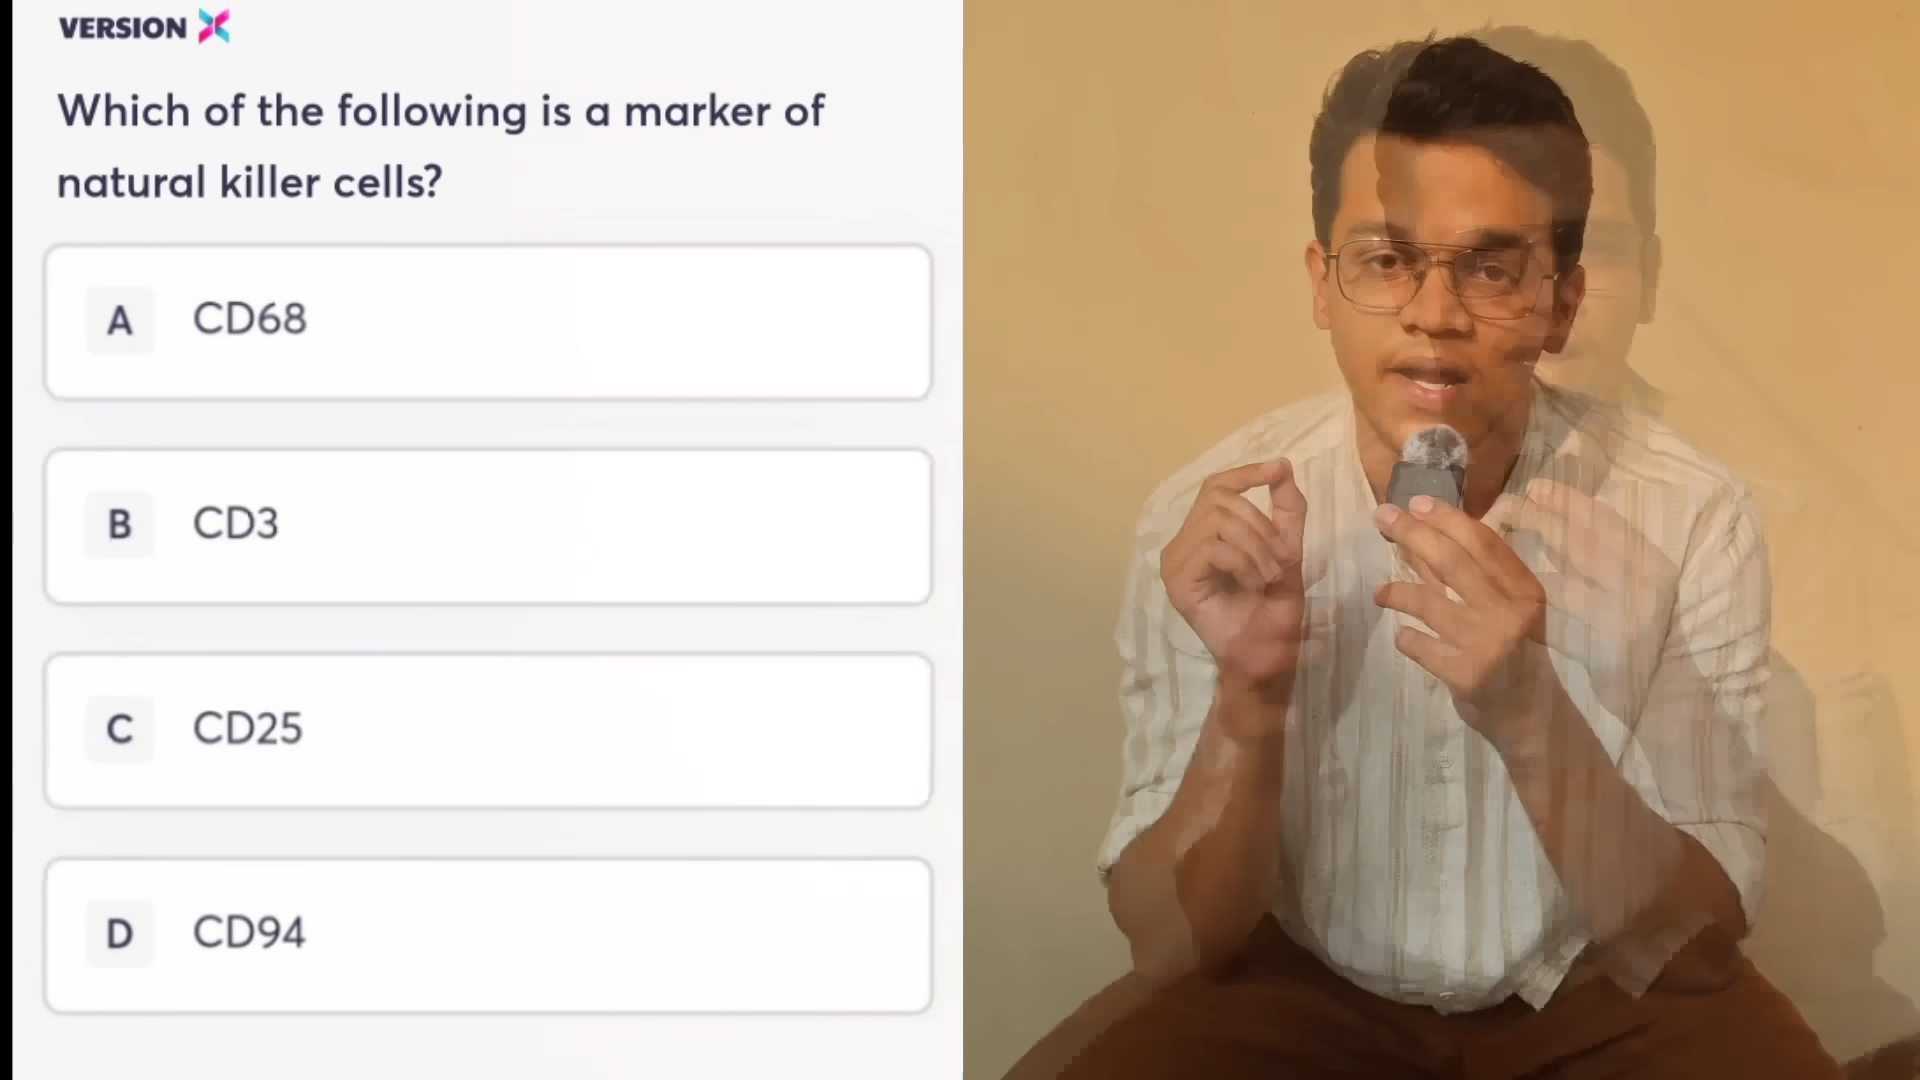 VERSION X
Which of the following is a marker of
natural killer cells?
A CD68
B CD3
C CD25
D CD94